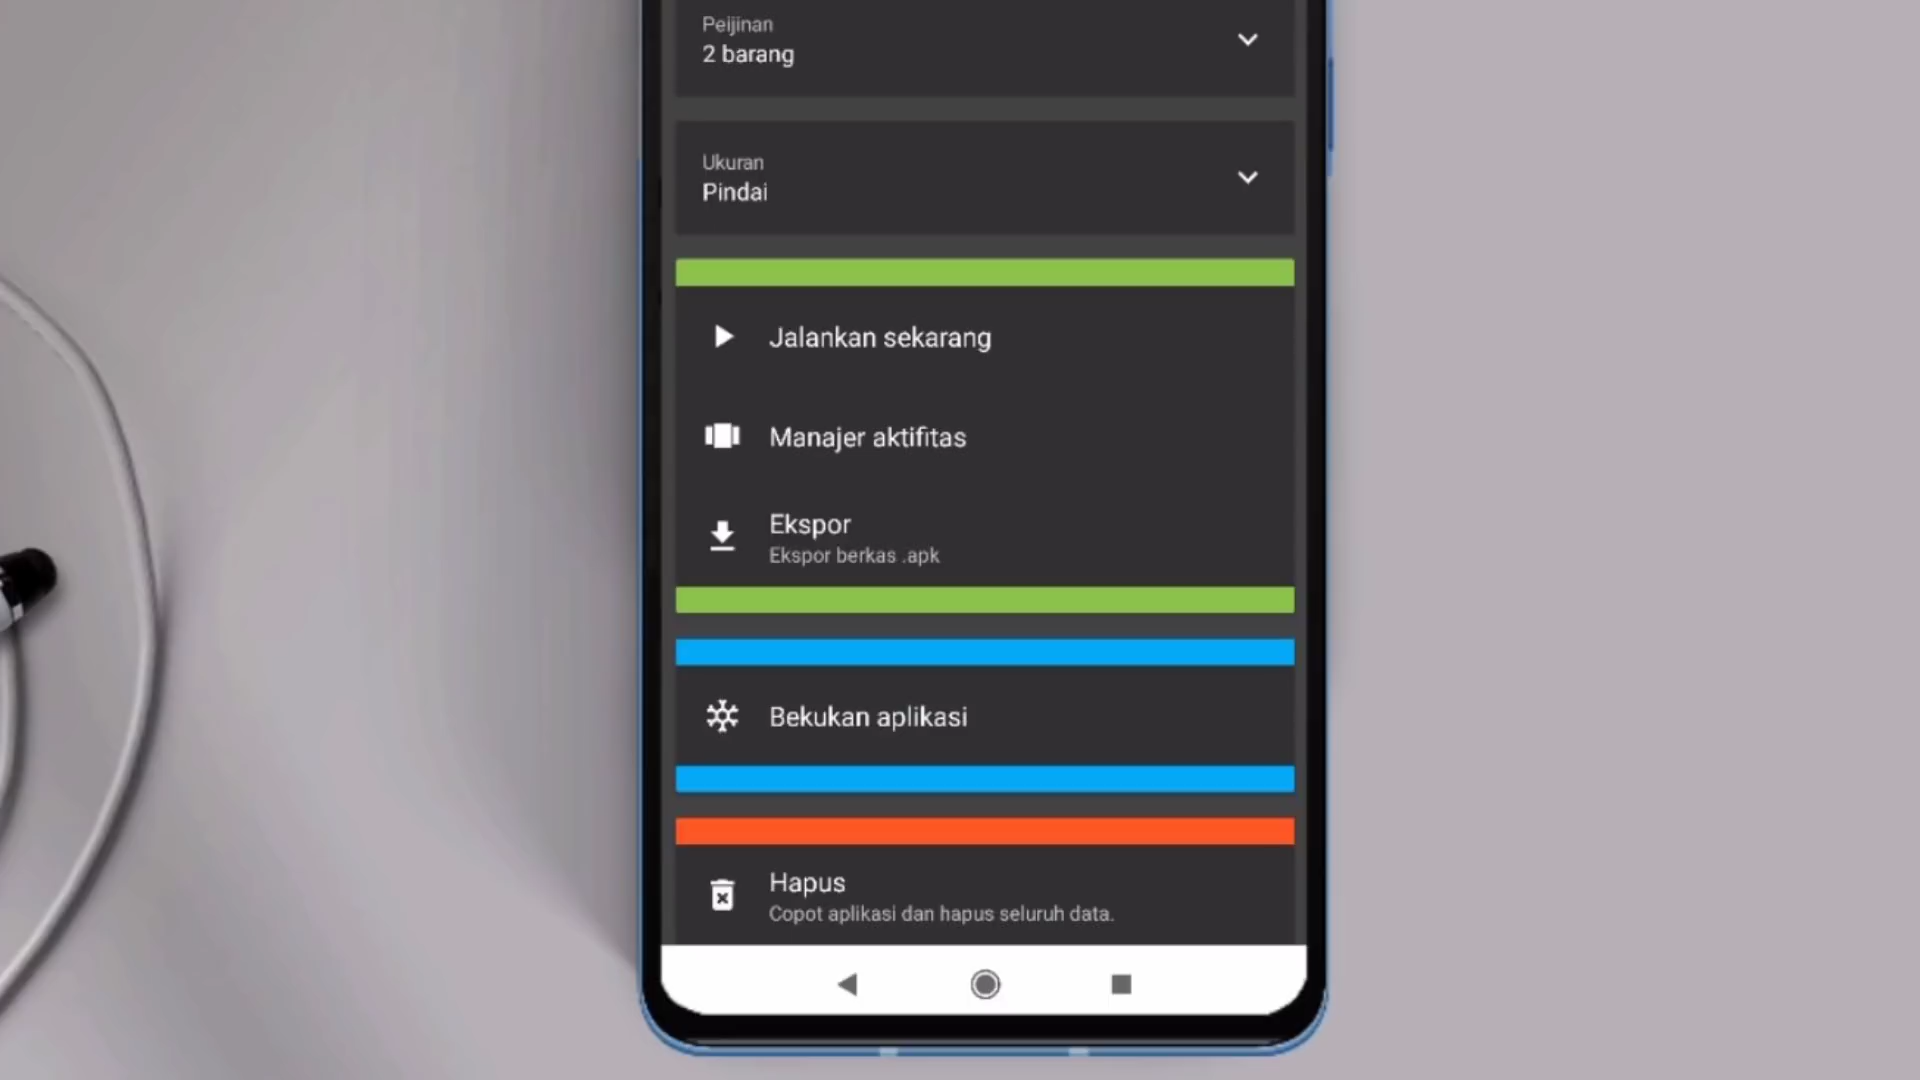 Peijinan
2 barang
Ukuran
Pindai
Jalankan sekarang
Manajer aktifitas
Ekspor
Ekspor berkas .apk
Bekukan aplikasi
Hapus
Copot aplikasi dan hapus seluruh data.